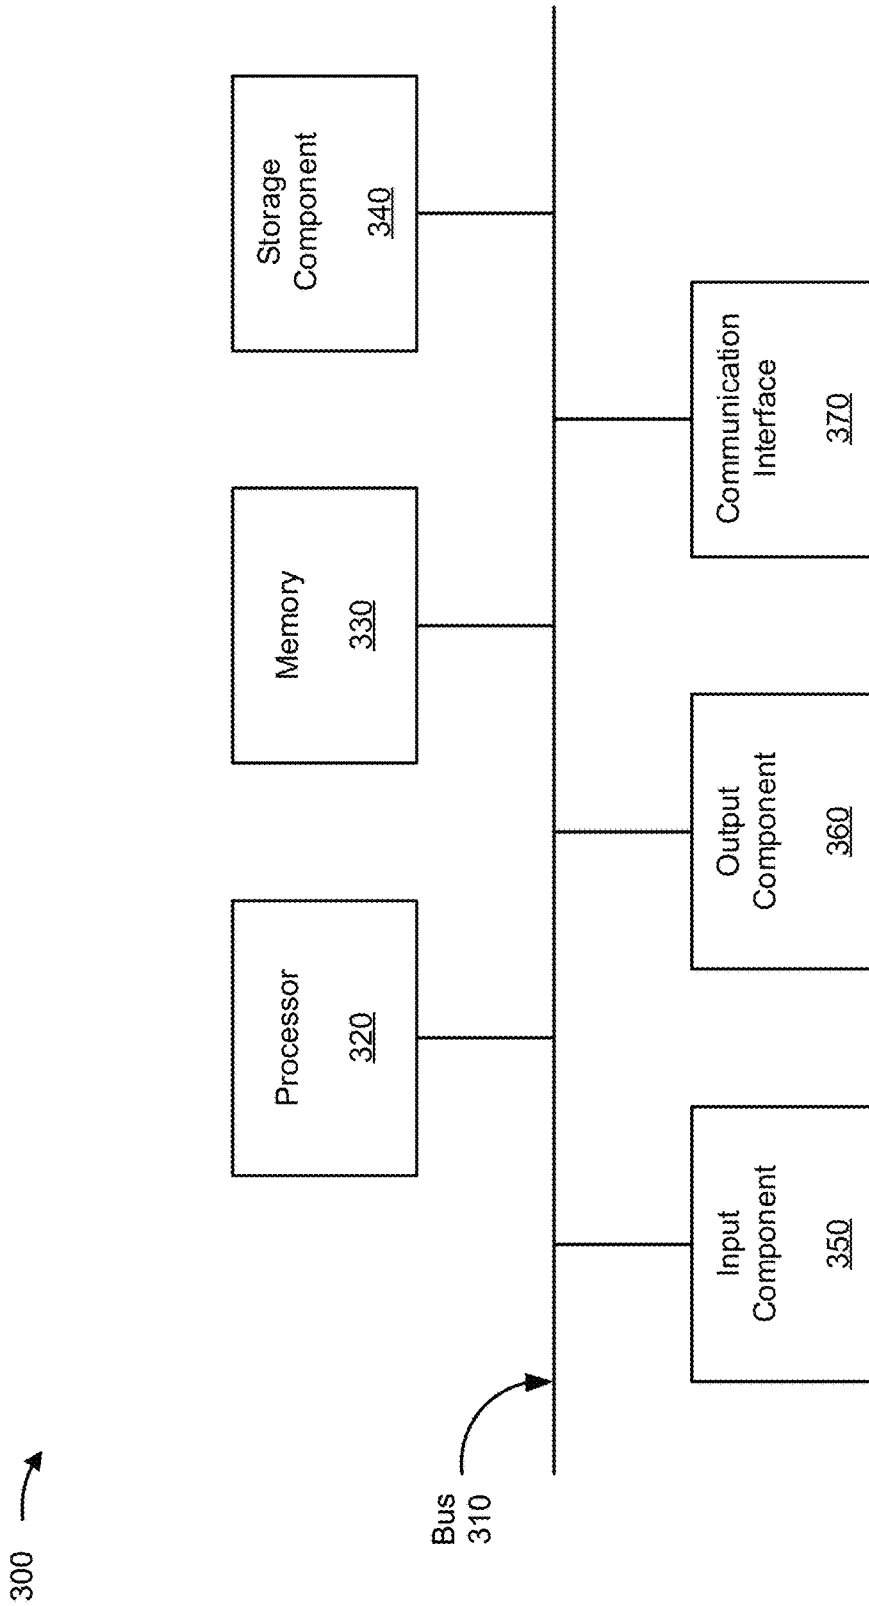 300
Processor
320
Memory
330
Storage
Component
340
Bus
310
Input
Component
350
Output
Component
360
Communication
Interface
370